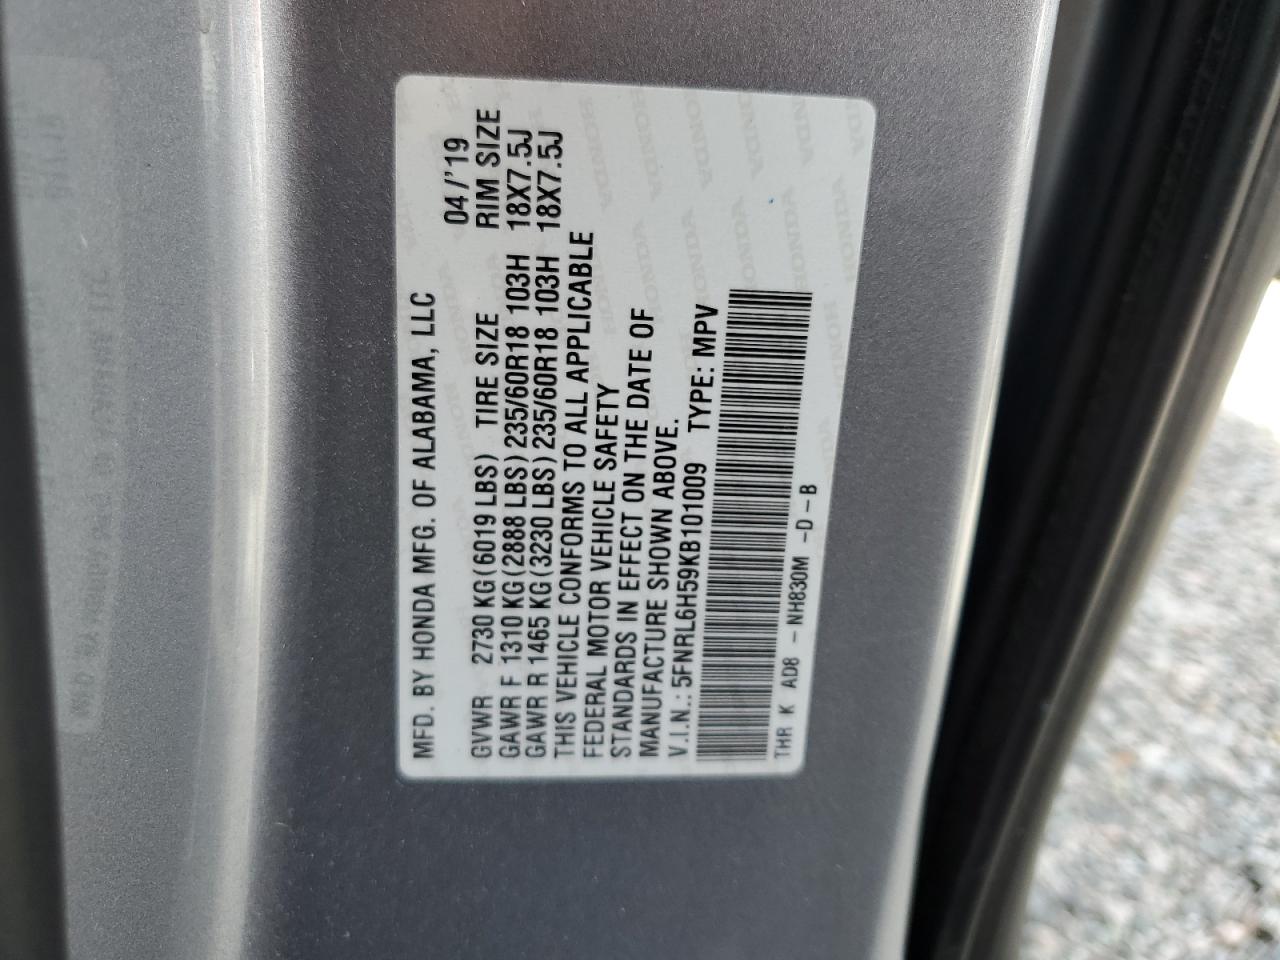 MFD. BY HONDA MFG. OF ALABAMA, LLC 04/'19
GVWR 2730 KG(6019 LBS) TIRE SIZE RIM SIZE
GAWR F 1310 KG(2888 LBS) 235/60R18 103H 18X7.5J
GAWR R 1465 KG(3230 LBS) 235/60R18 103H 18X7.5J
THIS VEHICLE CONFORMS TO ALL APPLICABLE
FEDERAL MOTOR VEHICLE SAFETY
STANDARDS IN EFFECT ON THE DATE OF
MANUFACTURE SHOWN ABOVE.
V.I.N.: 5FNRL6H59KB101009 TYPE: MPV
THR K AD8 - NH830M -D-B